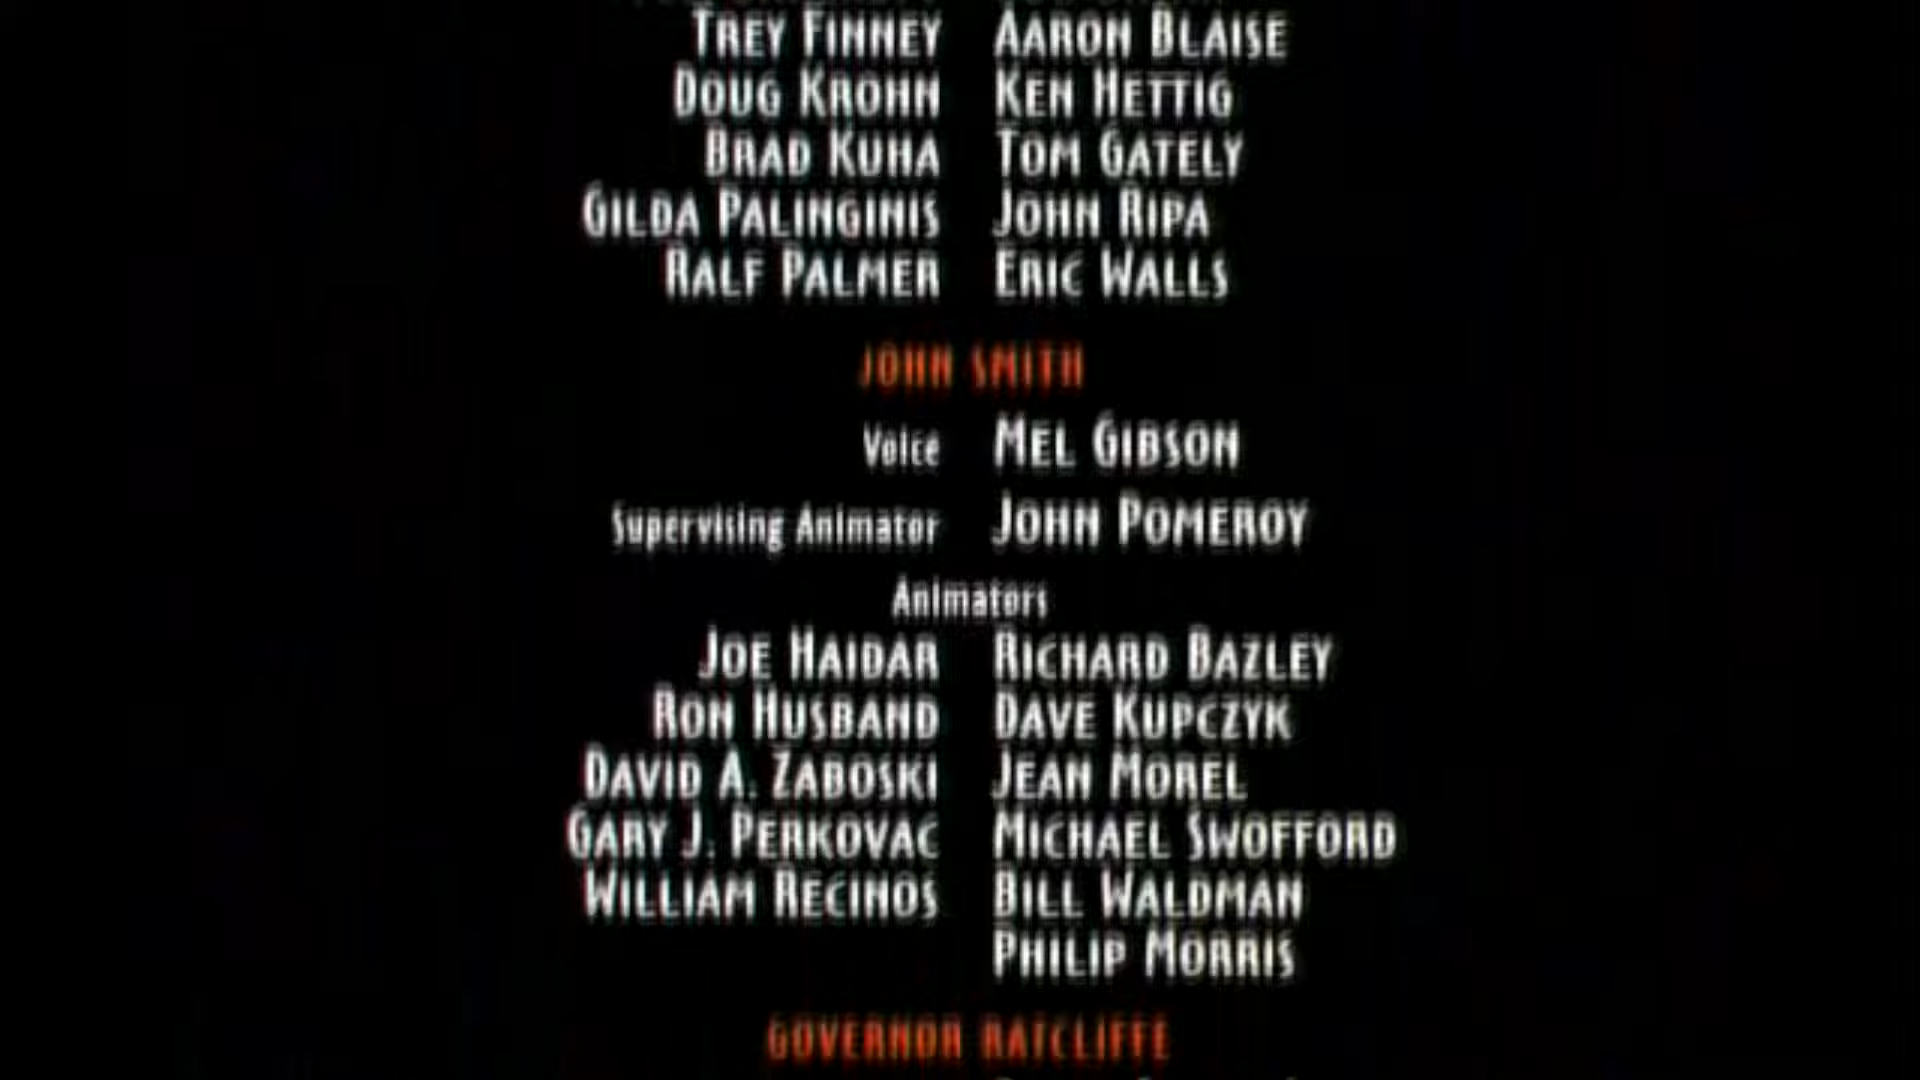 TREY FINNEY AARON BLAISE
DOUG KROHN KEN HETTIG
BRAD KUHA TOM GATELY
GILDA PALINGINIS JOHN RIPA
RALF PALMER ERIC WALLS
JOHN SMITH
Voice MEL GIBSON
Supervising Animator JOHN POMEROY
Animators
JOE HAIDAR RICHARD BAZLEY
RON HUSBAND DAVE KUPCZYK
DAVID A. ZABOSKI JEAN MOREL
GARY J. PERKOVAC MICHAEL SWOFFORD
WILLIAM RECINOS BILL WALDMAN
PHILIP MORRIS
GOVERNOR RATCLIFFE